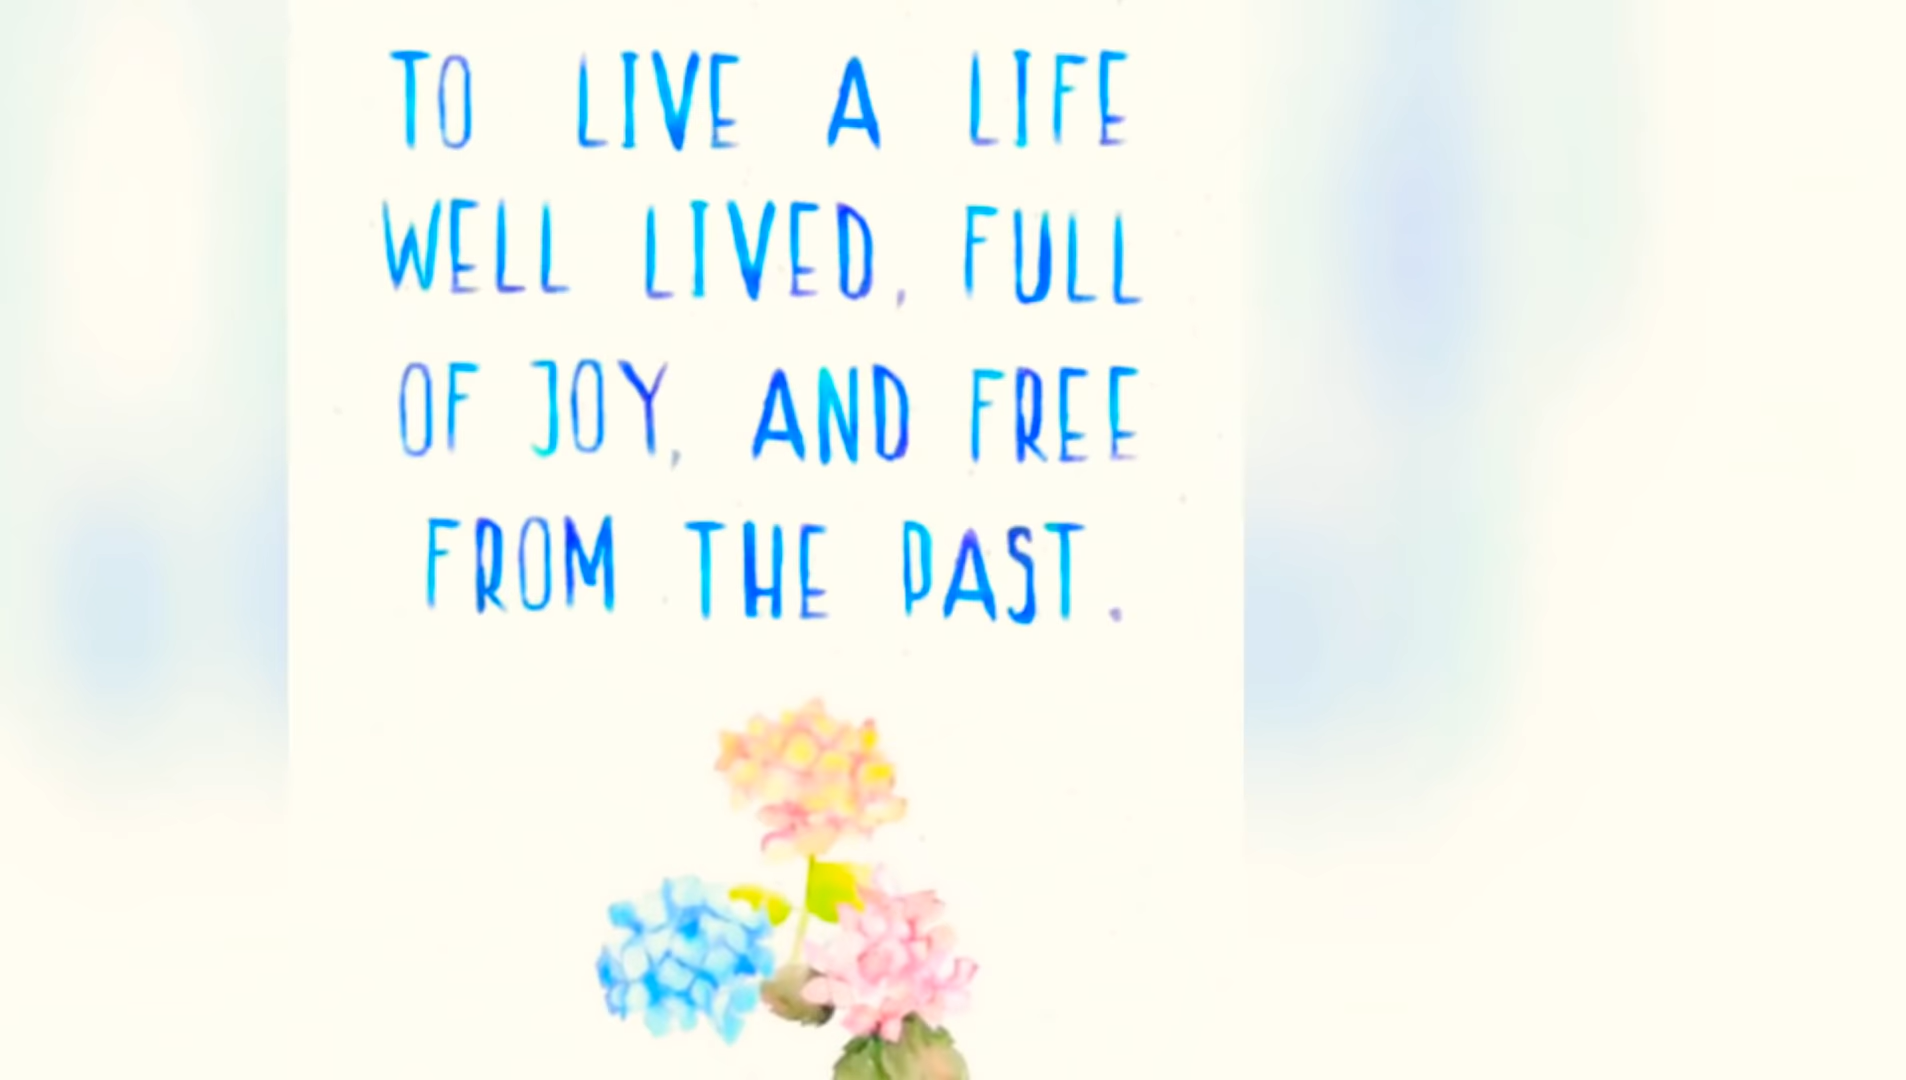 TO LIVE A LIFE
WELL LIVED, FULL
OF JOY, AND FREE
FROM THE PAST.